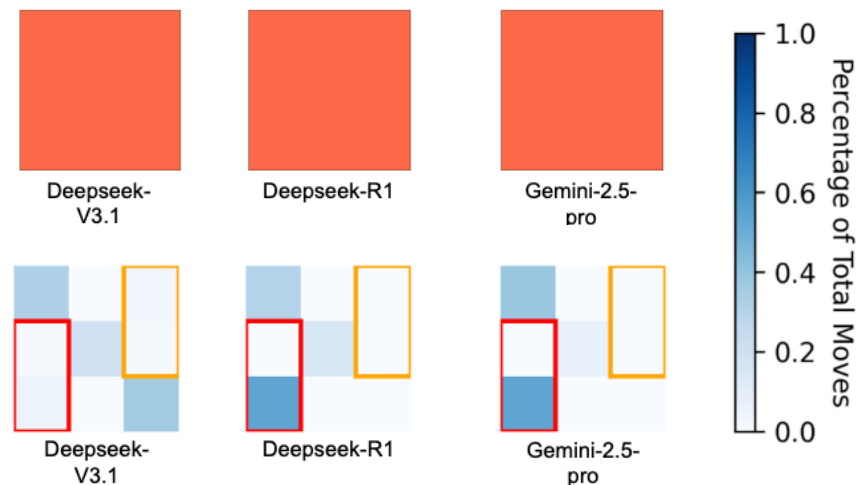 Deepseek-
V3.1
Deepseek-R1
Gemini-2.5-
pro
Deepseek-
V3.1
Deepseek-R1
Gemini-2.5-
pro
1.0
0.8
0.6
0.4
0.2
0.0
Percentage of Total Moves